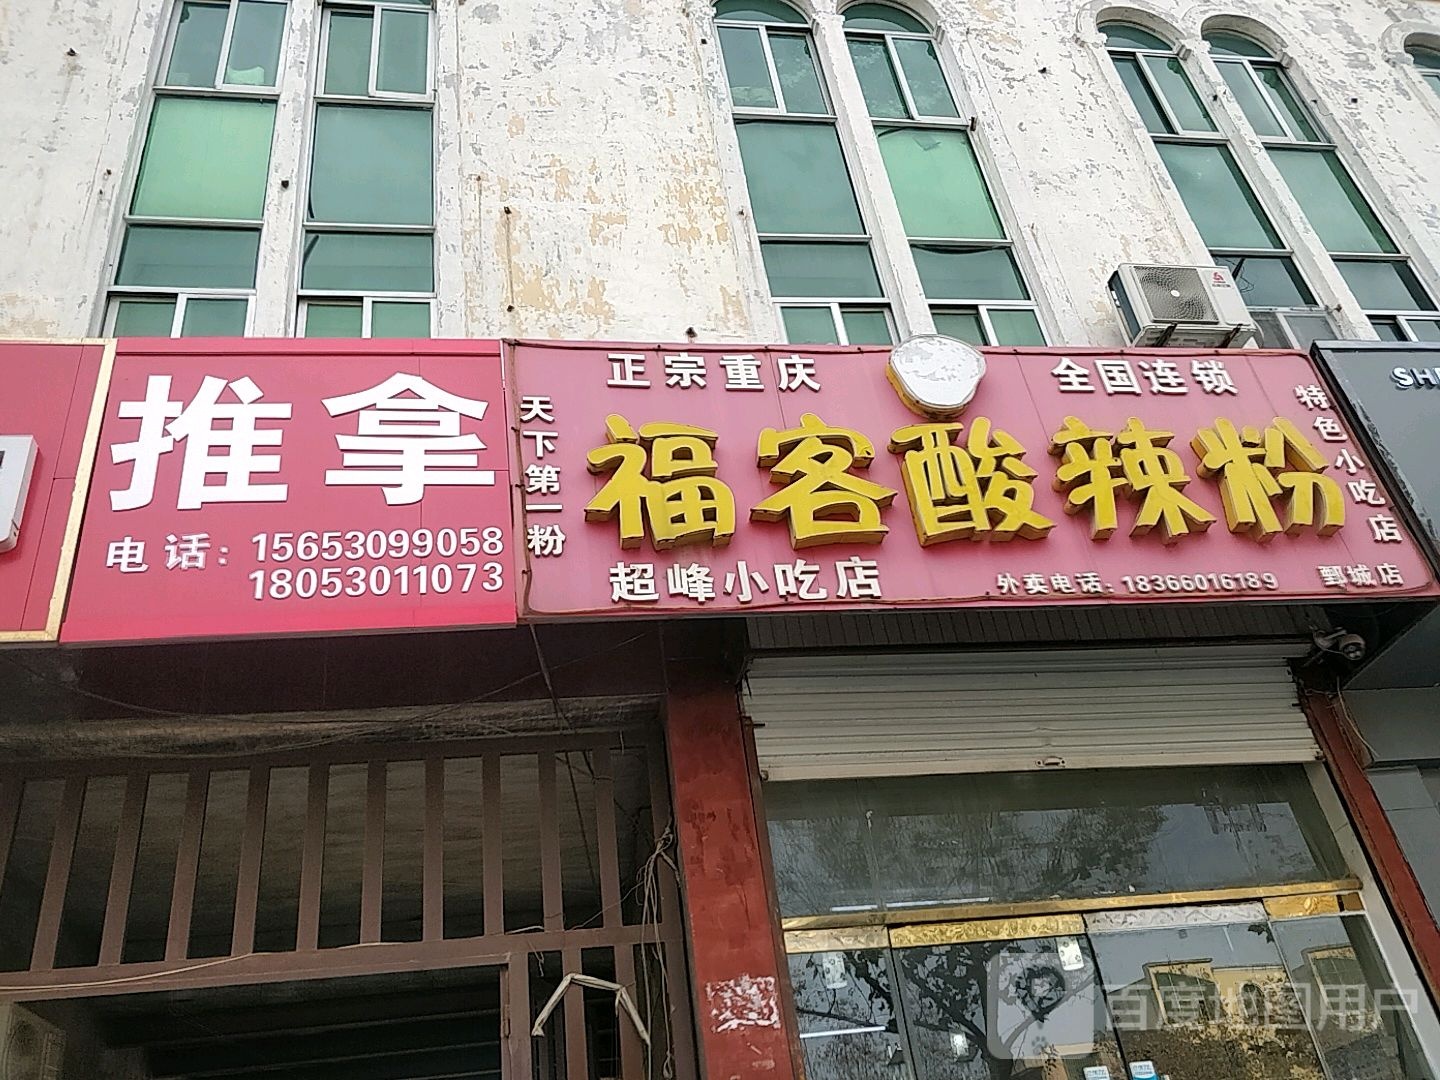 推拿
电话：15653099058
18053011073
正宗重庆
全国连锁
天下第一粉
福客酸辣粉
特色小吃店
超峰小吃店
外卖电话：18366016189
鄄城店
SH
百度地图用户